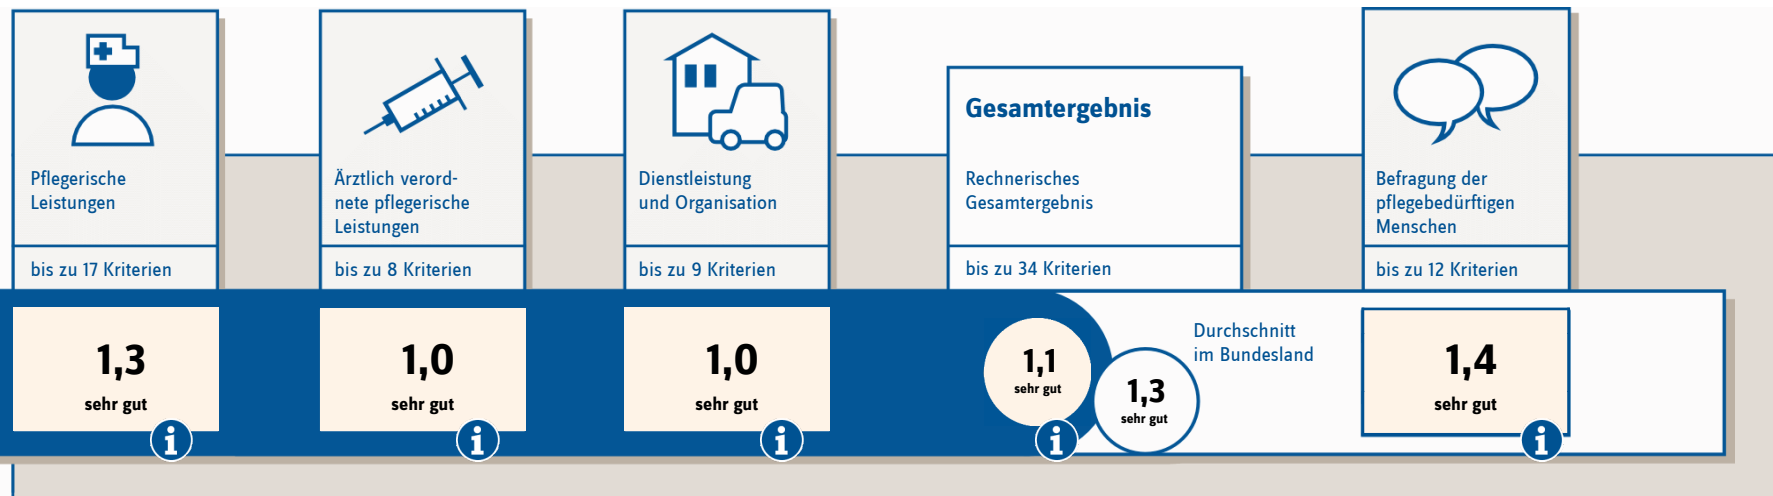 Pflegerische
Leistungen
bis zu 17 Kriterien
1,3
sehr gut
i
Ärztlich verord-
nete pflegerische
Leistungen
bis zu 8 Kriterien
1,0
sehr gut
i
Dienstleistung
und Organisation
bis zu 9 Kriterien
1,0
sehr gut
i
Gesamtergebnis
Rechnerisches
Gesamtergebnis
bis zu 34 Kriterien
1,1
sehr gut
i
1,3
sehr gut
Durchschnitt
im Bundesland
Befragung der
pflegebedürftigen
Menschen
bis zu 12 Kriterien
1,4
sehr gut
i